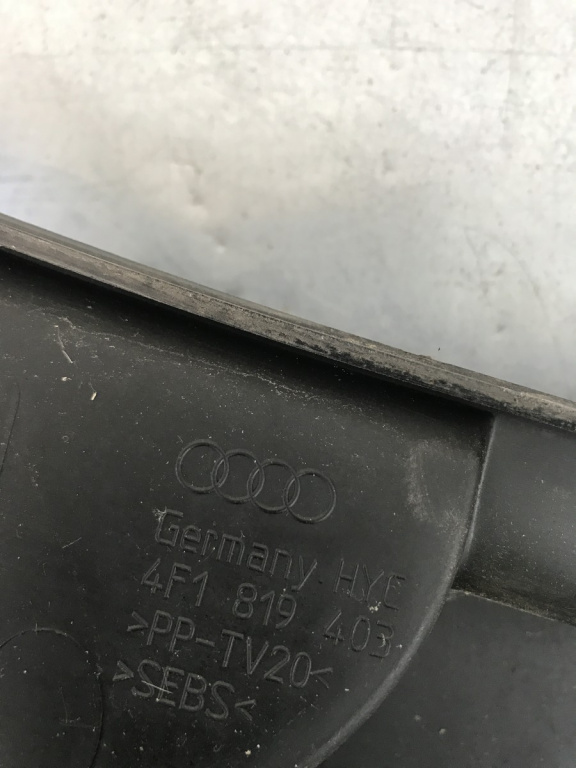 Germany HYE
4F1 819 403
>PP-TV20<
>SEBS<